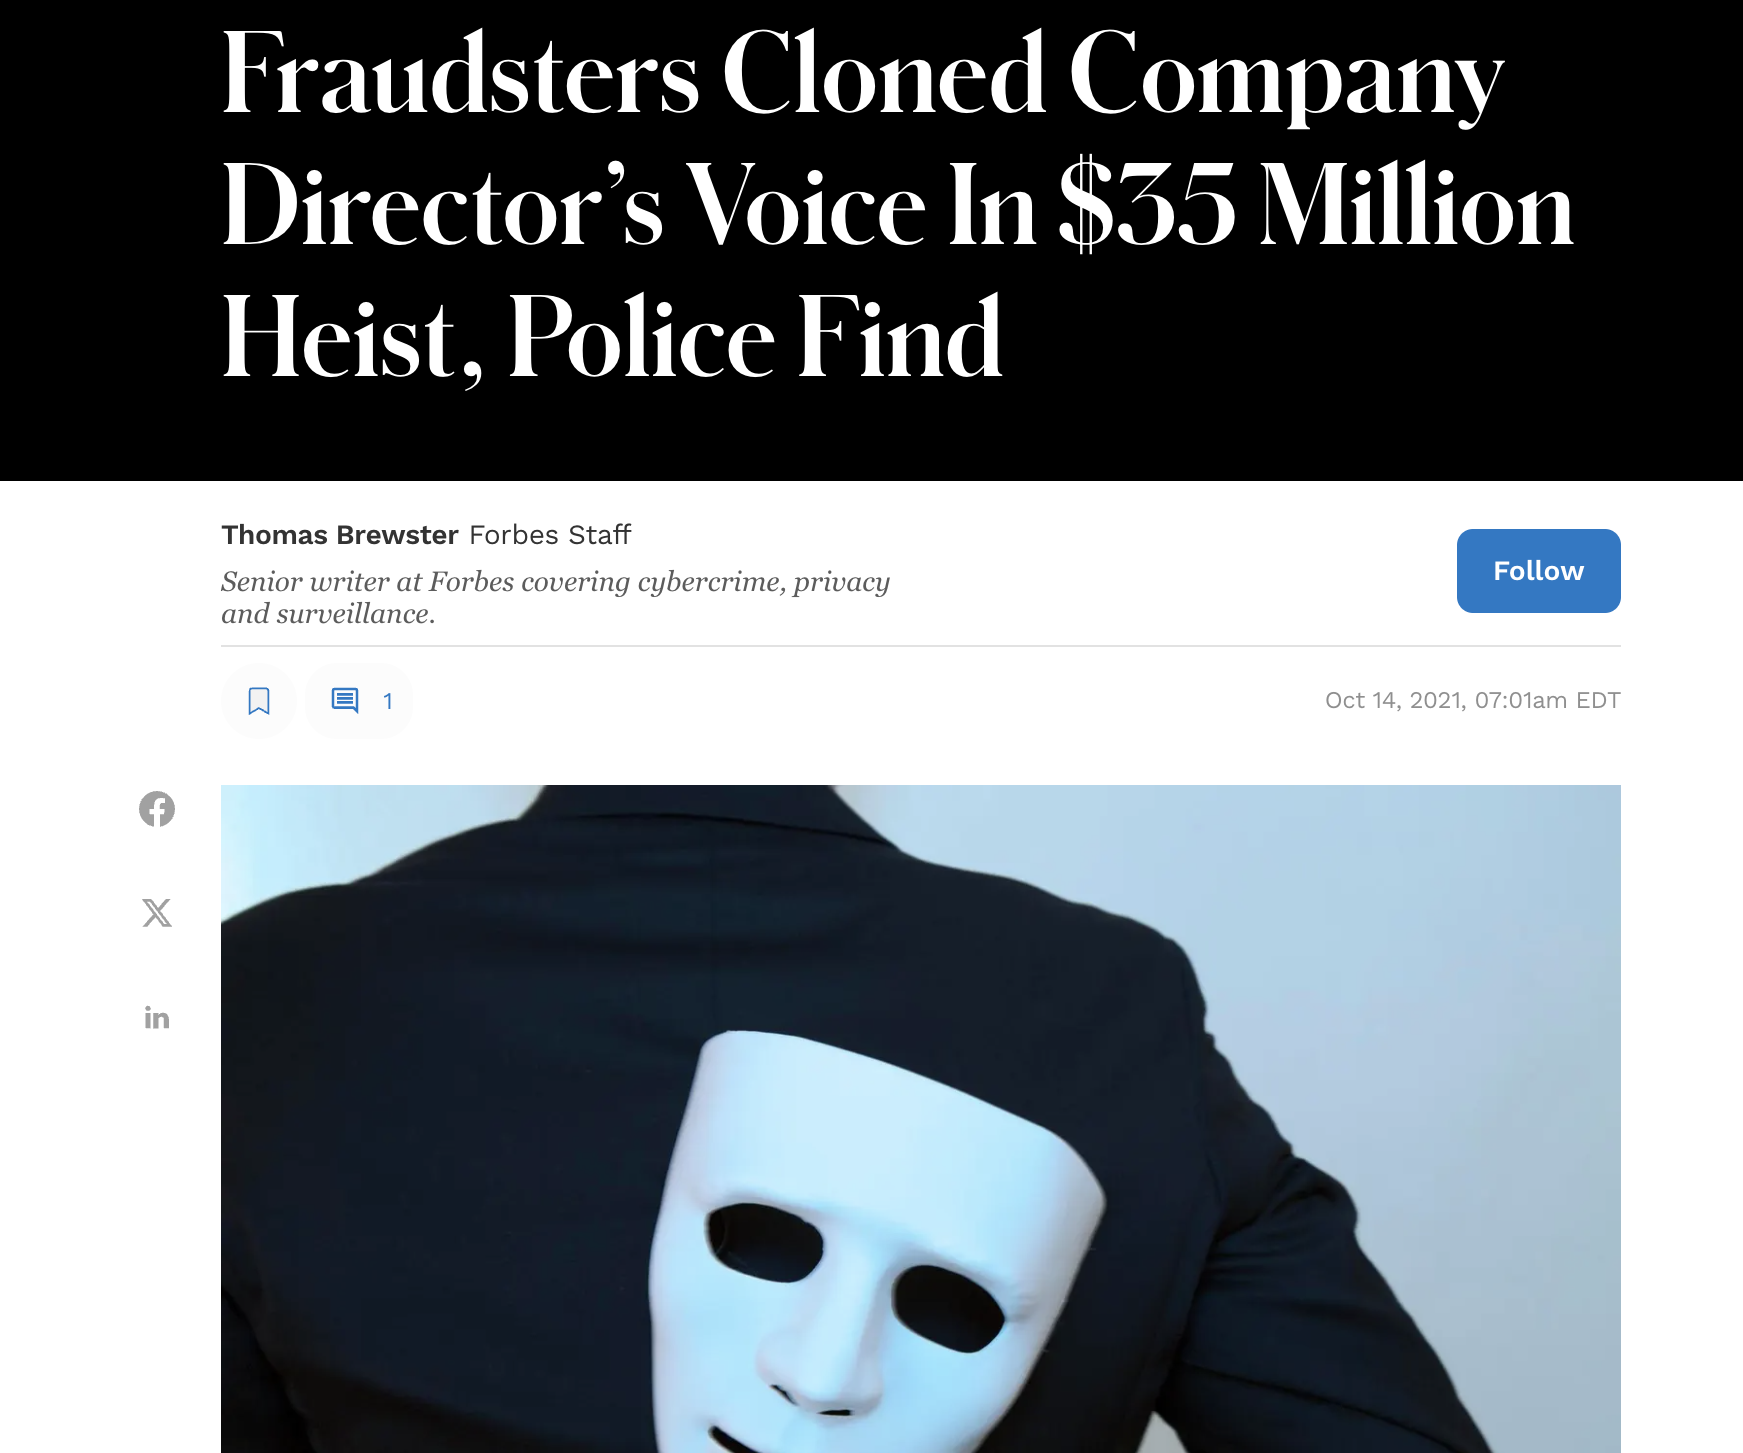 Fraudsters Cloned Company
Director’s Voice In $35 Million
Heist, Police Find
Thomas Brewster Forbes Staff
Senior writer at Forbes covering cybercrime, privacy
and surveillance.
Follow
1
Oct 14, 2021, 07:01am EDT